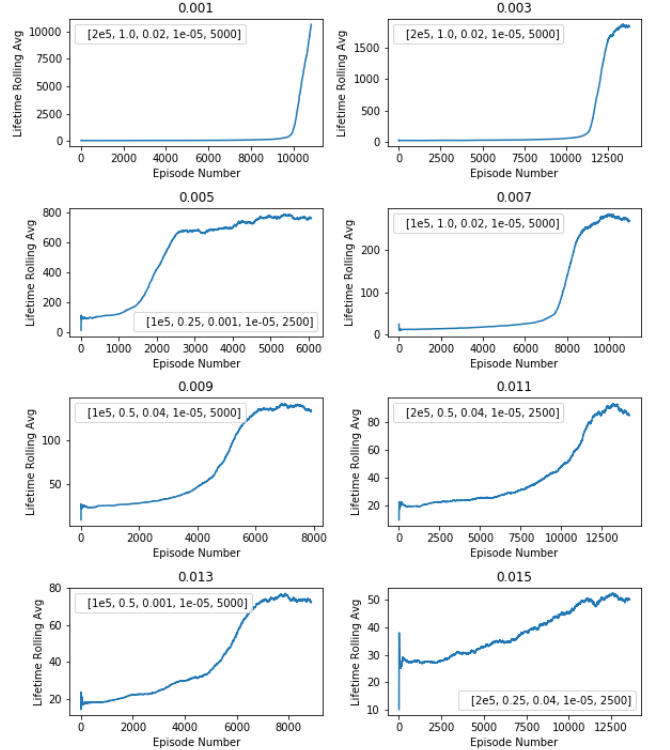 0.001
[2e5, 1.0, 0.02, 1e-05, 5000]
Lifetime Rolling Avg
10000
7500
5000
2500
0
0 2000 4000 6000 8000 10000
Episode Number
0.003
[2e5, 1.0, 0.02, 1e-05, 5000]
Lifetime Rolling Avg
1500
1000
500
0
0 2500 5000 7500 10000 12500
Episode Number
0.005
[1e5, 0.25, 0.001, 1e-05, 2500]
Lifetime Rolling Avg
800
600
400
200
0
0 1000 2000 3000 4000 5000 6000
Episode Number
0.007
[1e5, 1.0, 0.02, 1e-05, 5000]
Lifetime Rolling Avg
200
100
0
0 2000 4000 6000 8000 10000
Episode Number
0.009
[1e5, 0.5, 0.04, 1e-05, 5000]
Lifetime Rolling Avg
100
50
0 2000 4000 6000 8000
Episode Number
0.011
[2e5, 0.5, 0.04, 1e-05, 2500]
Lifetime Rolling Avg
80
60
40
20
0 2500 5000 7500 10000 12500
Episode Number
0.013
[1e5, 0.5, 0.001, 1e-05, 5000]
Lifetime Rolling Avg
80
60
40
20
0 2000 4000 6000 8000
Episode Number
0.015
[2e5, 0.25, 0.04, 1e-05, 2500]
Lifetime Rolling Avg
50
40
30
20
10
0 2500 5000 7500 10000 12500
Episode Number